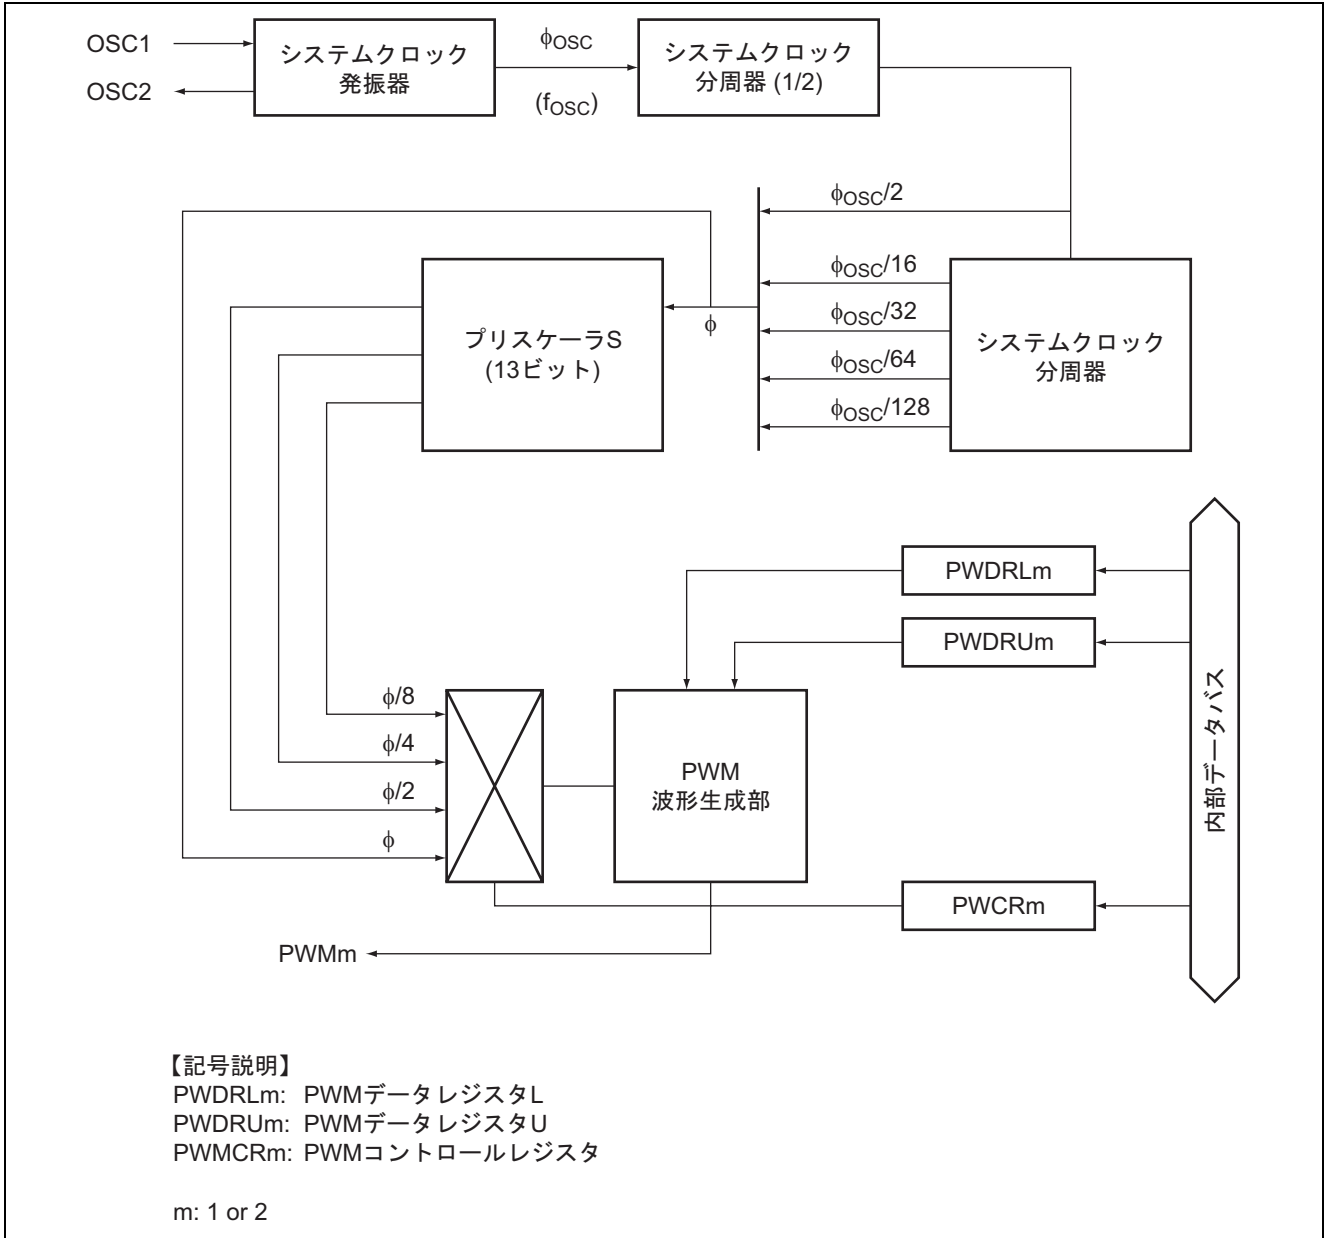 OSC1
OSC2
システムクロック
発振器
φOSC
(fOSC)
システムクロック
分周器 (1/2)
φOSC/2
φOSC/16
φOSC/32
φOSC/64
φOSC/128
システムクロック
分周器
φ
プリスケーラS
(13ビット)
PWDRLm
PWDRUm
内部データバス
φ/8
φ/4
φ/2
φ
PWM
波形生成部
PWCRm
PWMm
【記号説明】
PWDRLm: PWMデータレジスタL
PWDRUm: PWMデータレジスタU
PWMCRm: PWMコントロールレジスタ
m: 1 or 2